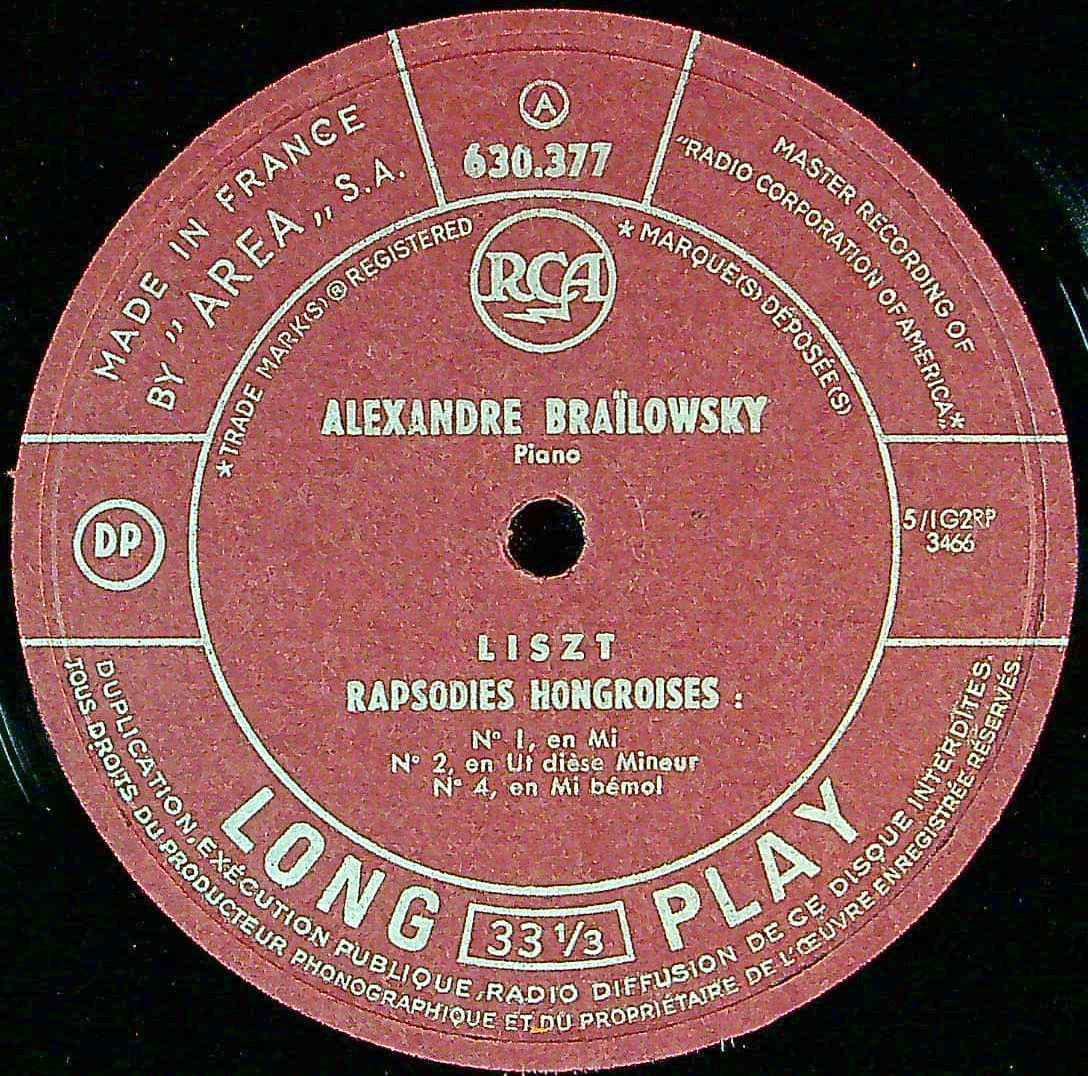 A
630.377
MADE IN FRANCE
BY "AREA„ S.A.
MASTER RECORDING OF
"RADIO CORPORATION OF AMERICA„*
*TRADE MARK(S) ® REGISTERED
*MARQUE(S) DÉPOSÉE(S)
RCA
ALEXANDRE BRAÏLOWSKY
Piano
DP
5/1G2RP
3466
LISZT
RAPSODIES HONGROISES :
N° 1, en Mi
N° 2, en Ut dièse Mineur
N° 4, en Mi bémol
LONG PLAY
33 1/3
DUPLICATION, EXÉCUTION PUBLIQUE, RADIO DIFFUSION DE CE DISQUE INTERDITES.
TOUS DROITS DU PRODUCTEUR PHONOGRAPHIQUE ET DU PROPRIÉTAIRE DE L'ŒUVRE ENREGISTRÉE RÉSERVÉS.